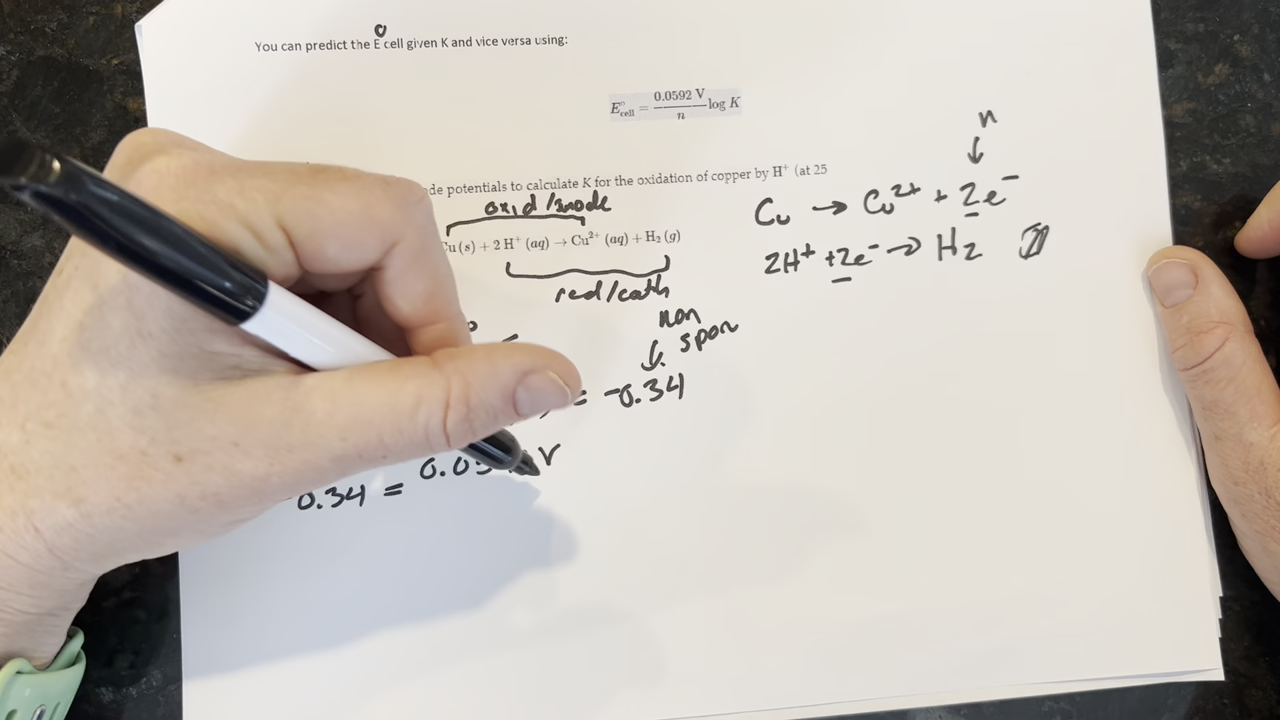 o
You can predict the E cell given K and vice versa using:
E°cell = 0.0592 V / n log K
n
↓
de potentials to calculate K for the oxidation of copper by H⁺ (at 25
oxid/anode
Cu → Cu²⁺ + 2e⁻
u (s) + 2 H⁺ (aq) → Cu²⁺ (aq) + H₂ (g)
2H⁺ + 2e⁻ → H₂
red/cath
non
spon
↓
= -0.34
-0.34 = 0.05 V